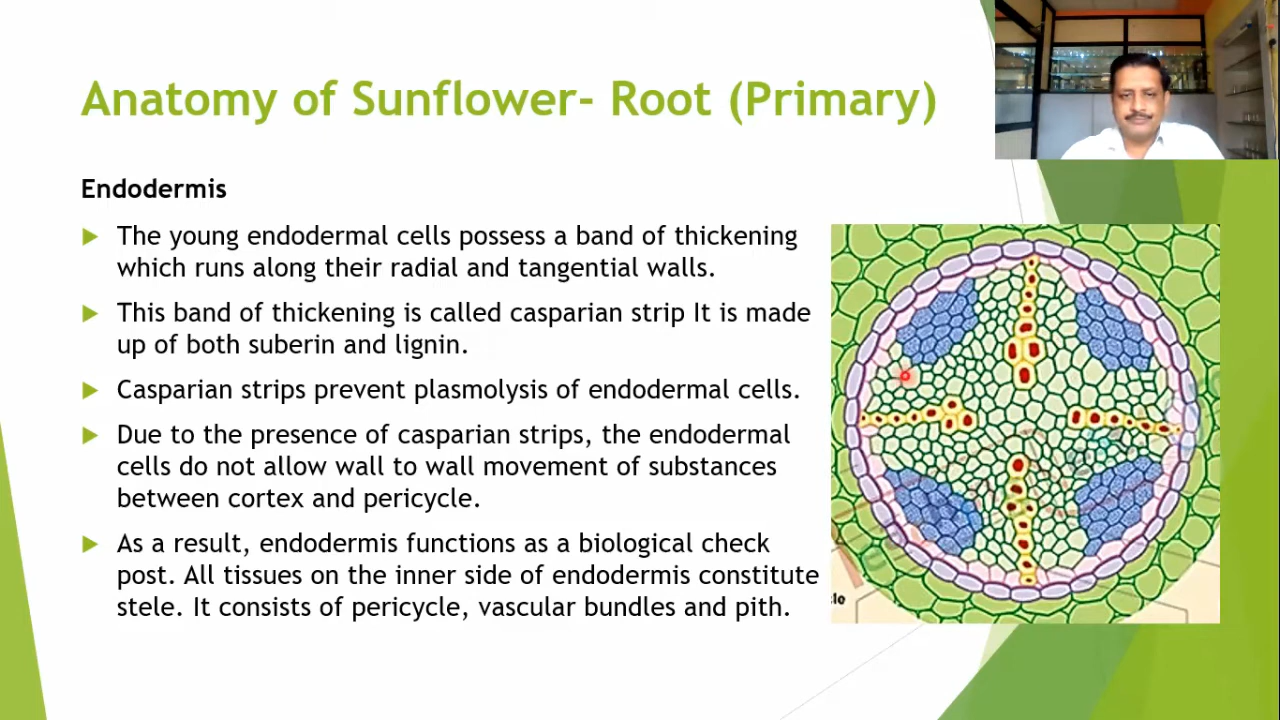 Anatomy of Sunflower- Root (Primary)
Endodermis
The young endodermal cells possess a band of thickening
which runs along their radial and tangential walls.
This band of thickening is called casparian strip It is made
up of both suberin and lignin.
Casparian strips prevent plasmolysis of endodermal cells.
Due to the presence of casparian strips, the endodermal
cells do not allow wall to wall movement of substances
between cortex and pericycle.
As a result, endodermis functions as a biological check
post. All tissues on the inner side of endodermis constitute
stele. It consists of pericycle, vascular bundles and pith.